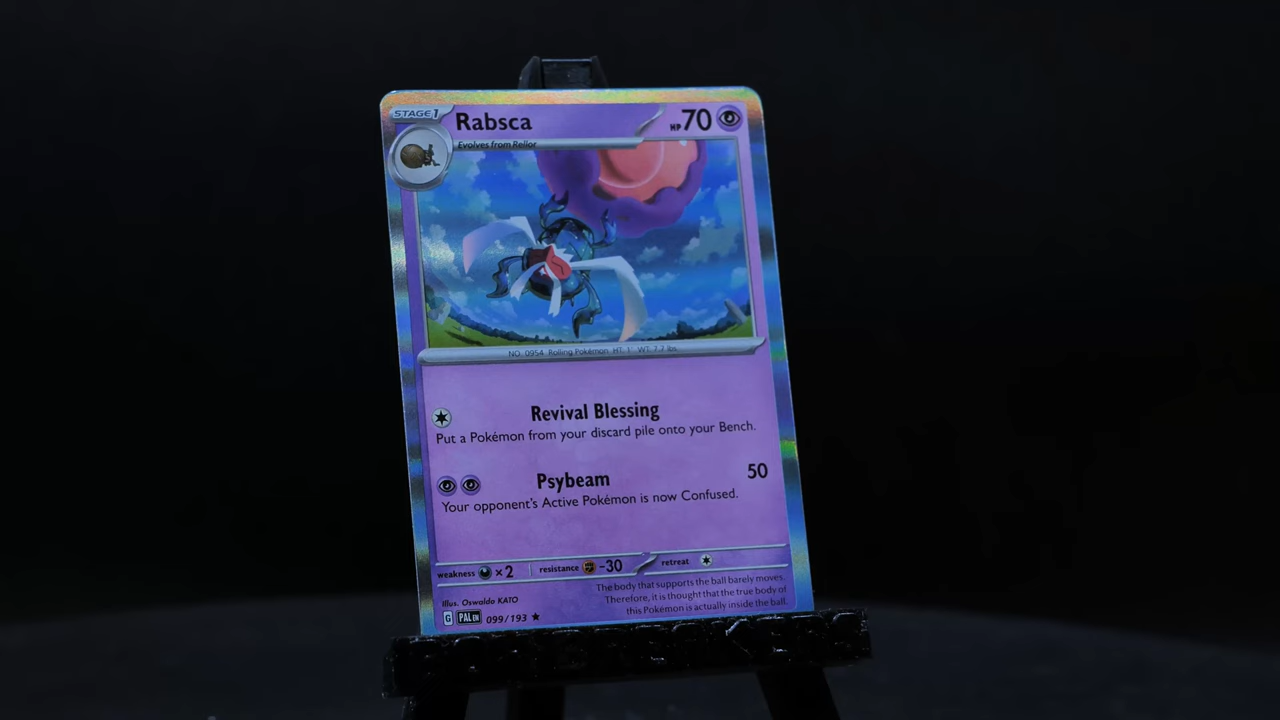 STAGE1 Rabsca HP 70
Evolves from Rellor
NO. 0954 Rolling Pokémon HT: 1' WT: 7.7 lbs.
Revival Blessing
Put a Pokémon from your discard pile onto your Bench.
Psybeam 50
Your opponent's Active Pokémon is now Confused.
weakness ×2 resistance -30 retreat
The body that supports the ball barely moves.
Therefore, it is thought that the true body of
this Pokémon is actually inside the ball.
Illus. Oswaldo KATO
G PAL EN 099/193